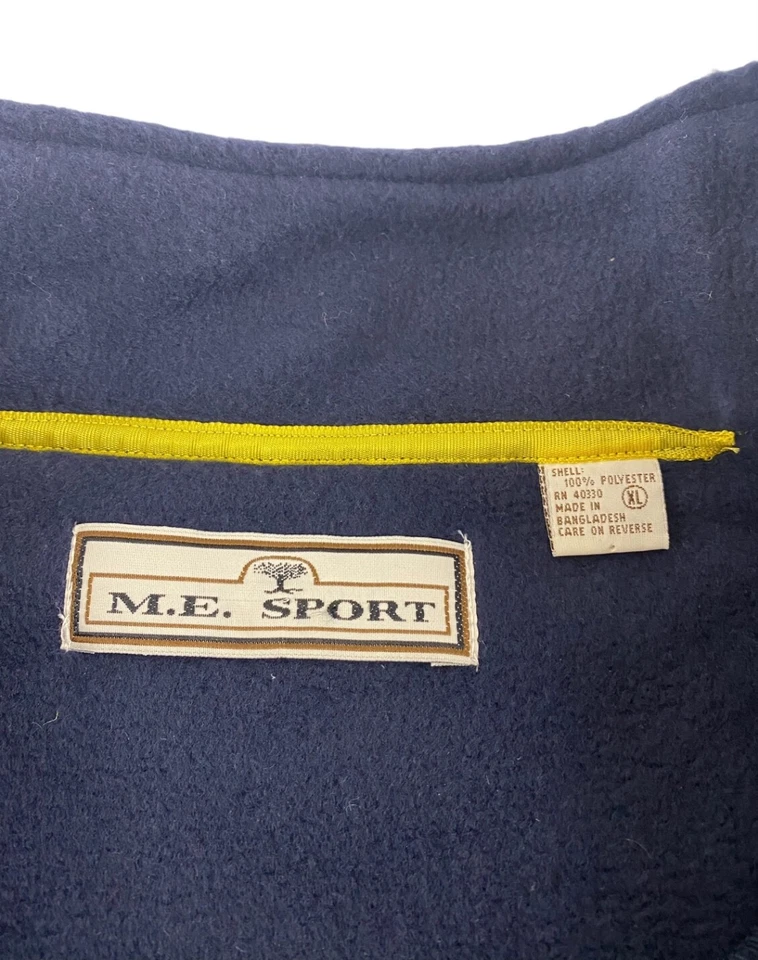 SHELL:
100% POLYESTER
RN 40330 XL
MADE IN
BANGLADESH
CARE ON REVERSE
M.E. SPORT